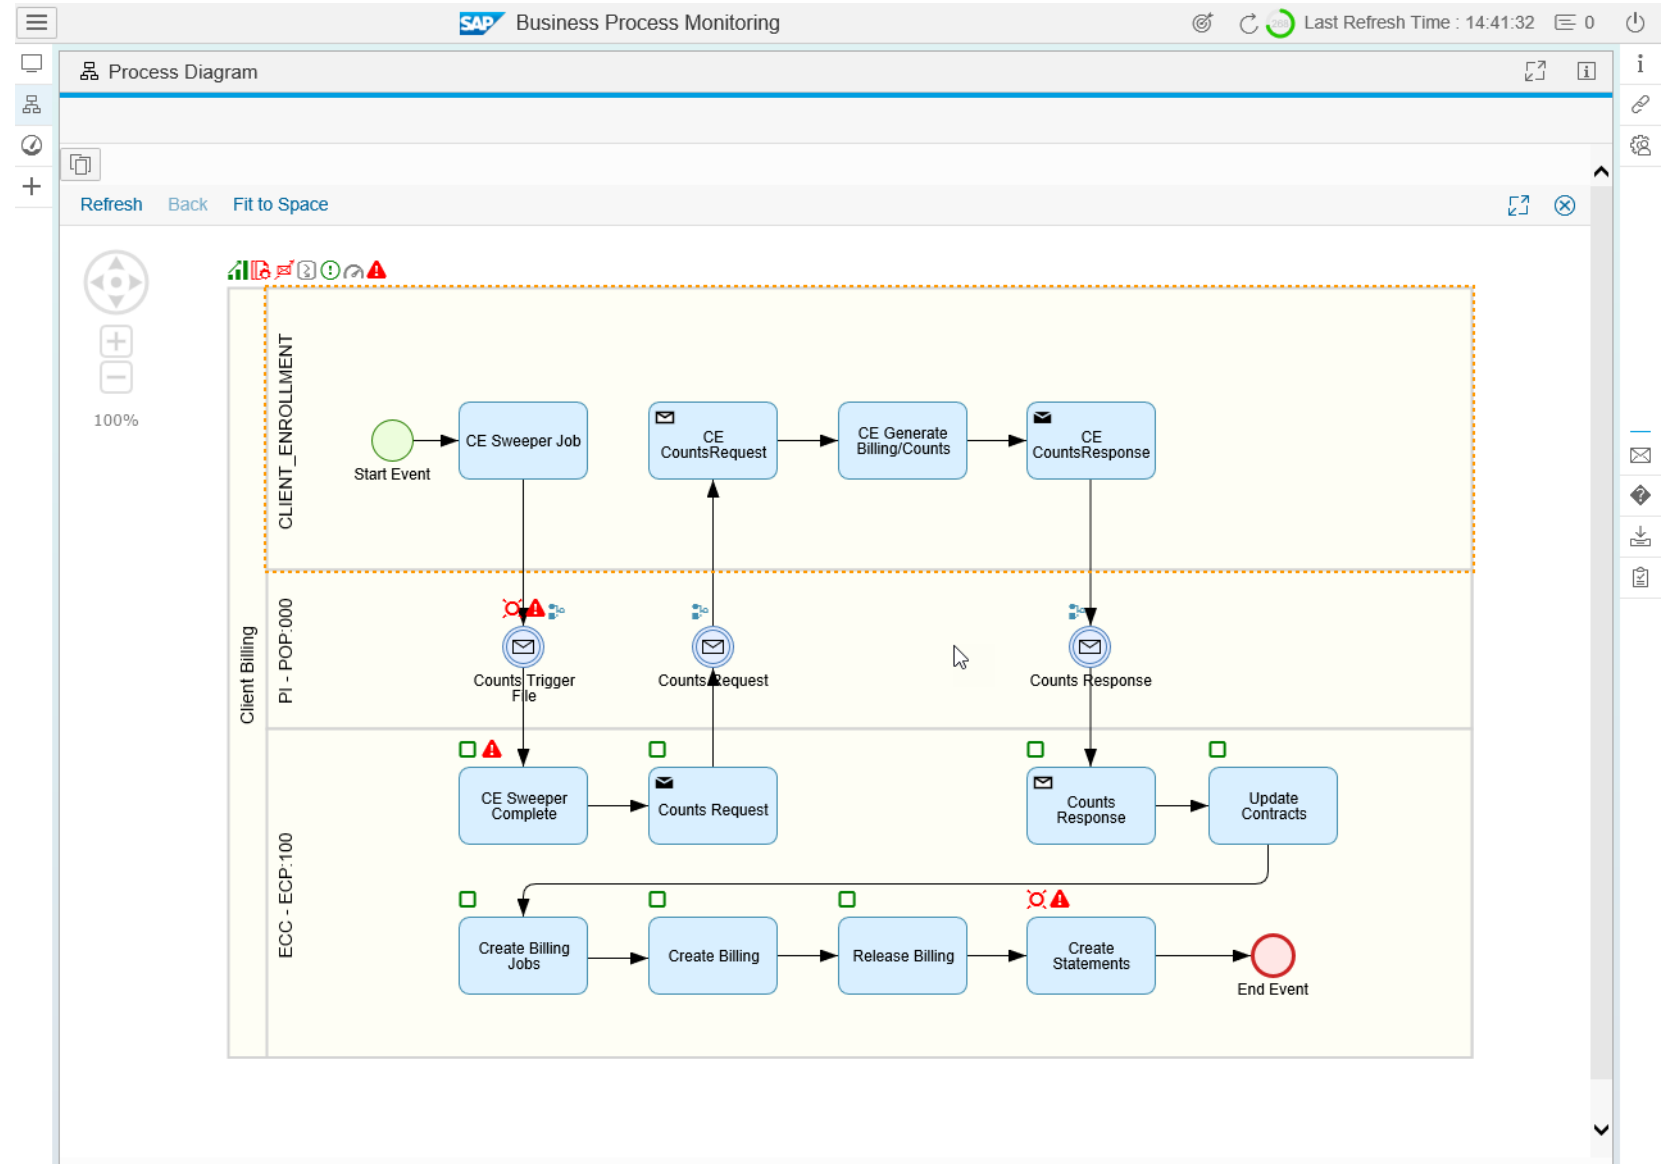 SAP Business Process Monitoring
268
Last Refresh Time : 14:41:32
0
Process Diagram
Refresh
Back
Fit to Space
100%
Client Billing
CLIENT_ENROLLMENT
Start Event
CE Sweeper Job
CE
CountsRequest
CE Generate
Billing/Counts
CE
CountsResponse
PI - POP:000
Counts Trigger
File
Counts Request
Counts Response
ECC - ECP:100
CE Sweeper
Complete
Counts Request
Counts
Response
Update
Contracts
Create Billing
Jobs
Create Billing
Release Billing
Create
Statements
End Event